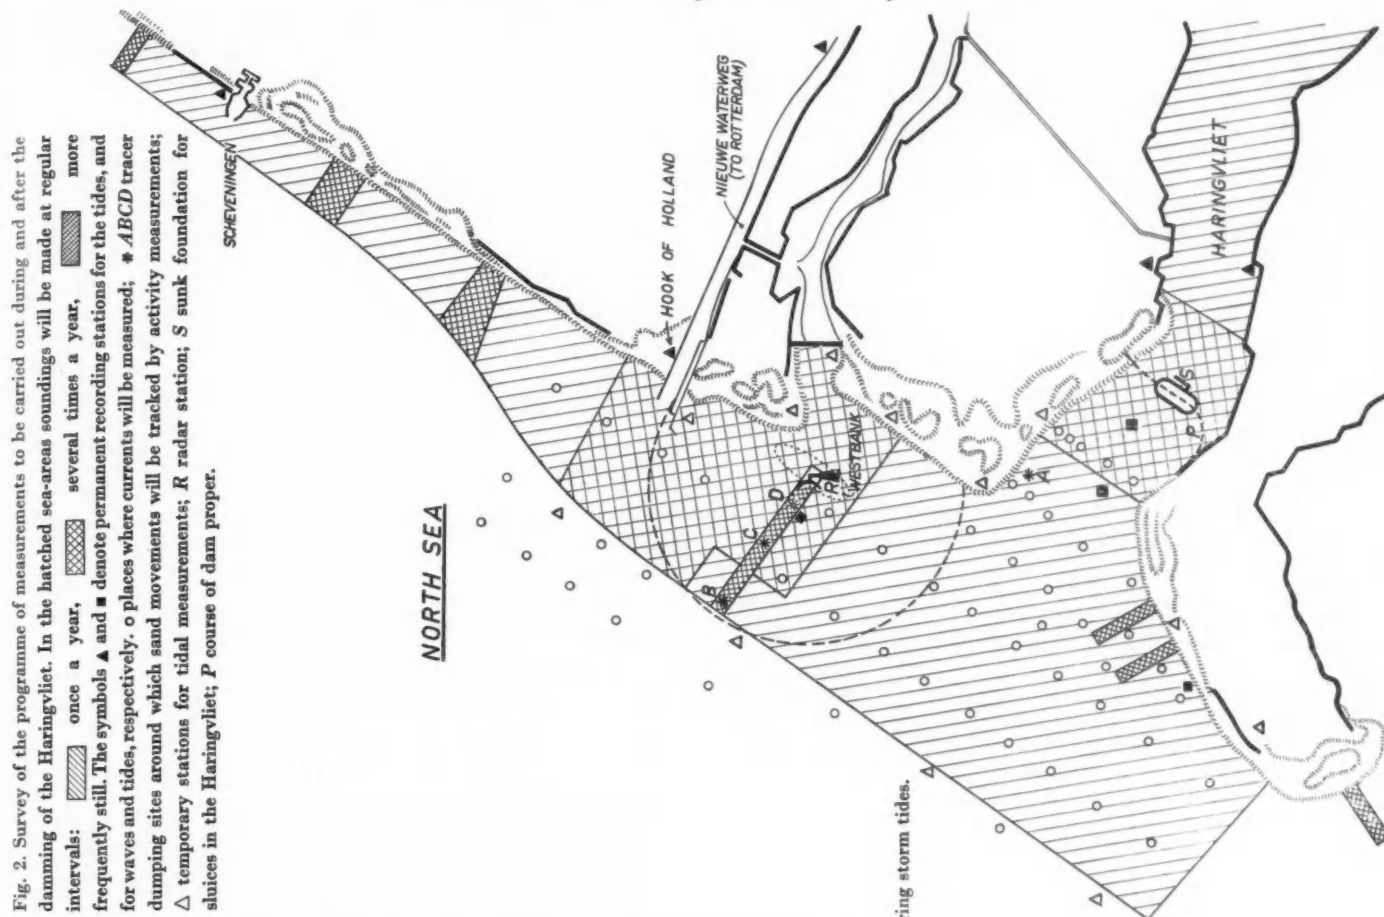 Fig. 2. Survey of the programme of measurements to be carried out during and after the
damming of the Haringvliet. In the hatched sea-areas soundings will be made at regular
intervals: once a year, several times a year, more
frequently still. The symbols ▲ and ■ denote permanent recording stations for the tides, and
for waves and tides, respectively. o places where currents will be measured; * ABCD tracer
dumping sites around which sand movements will be tracked by activity measurements;
△ temporary stations for tidal measurements; R radar station; S sunk foundation for
sluices in the Haringvliet; P course of dam proper.
SCHEVENINGEN
NORTH SEA
HOOK OF HOLLAND
NIEUWE WATERWEG
(TO ROTTERDAM)
HARINGVLIET
B
C
D
R
WESTBANK
A
S
ring storm tides.